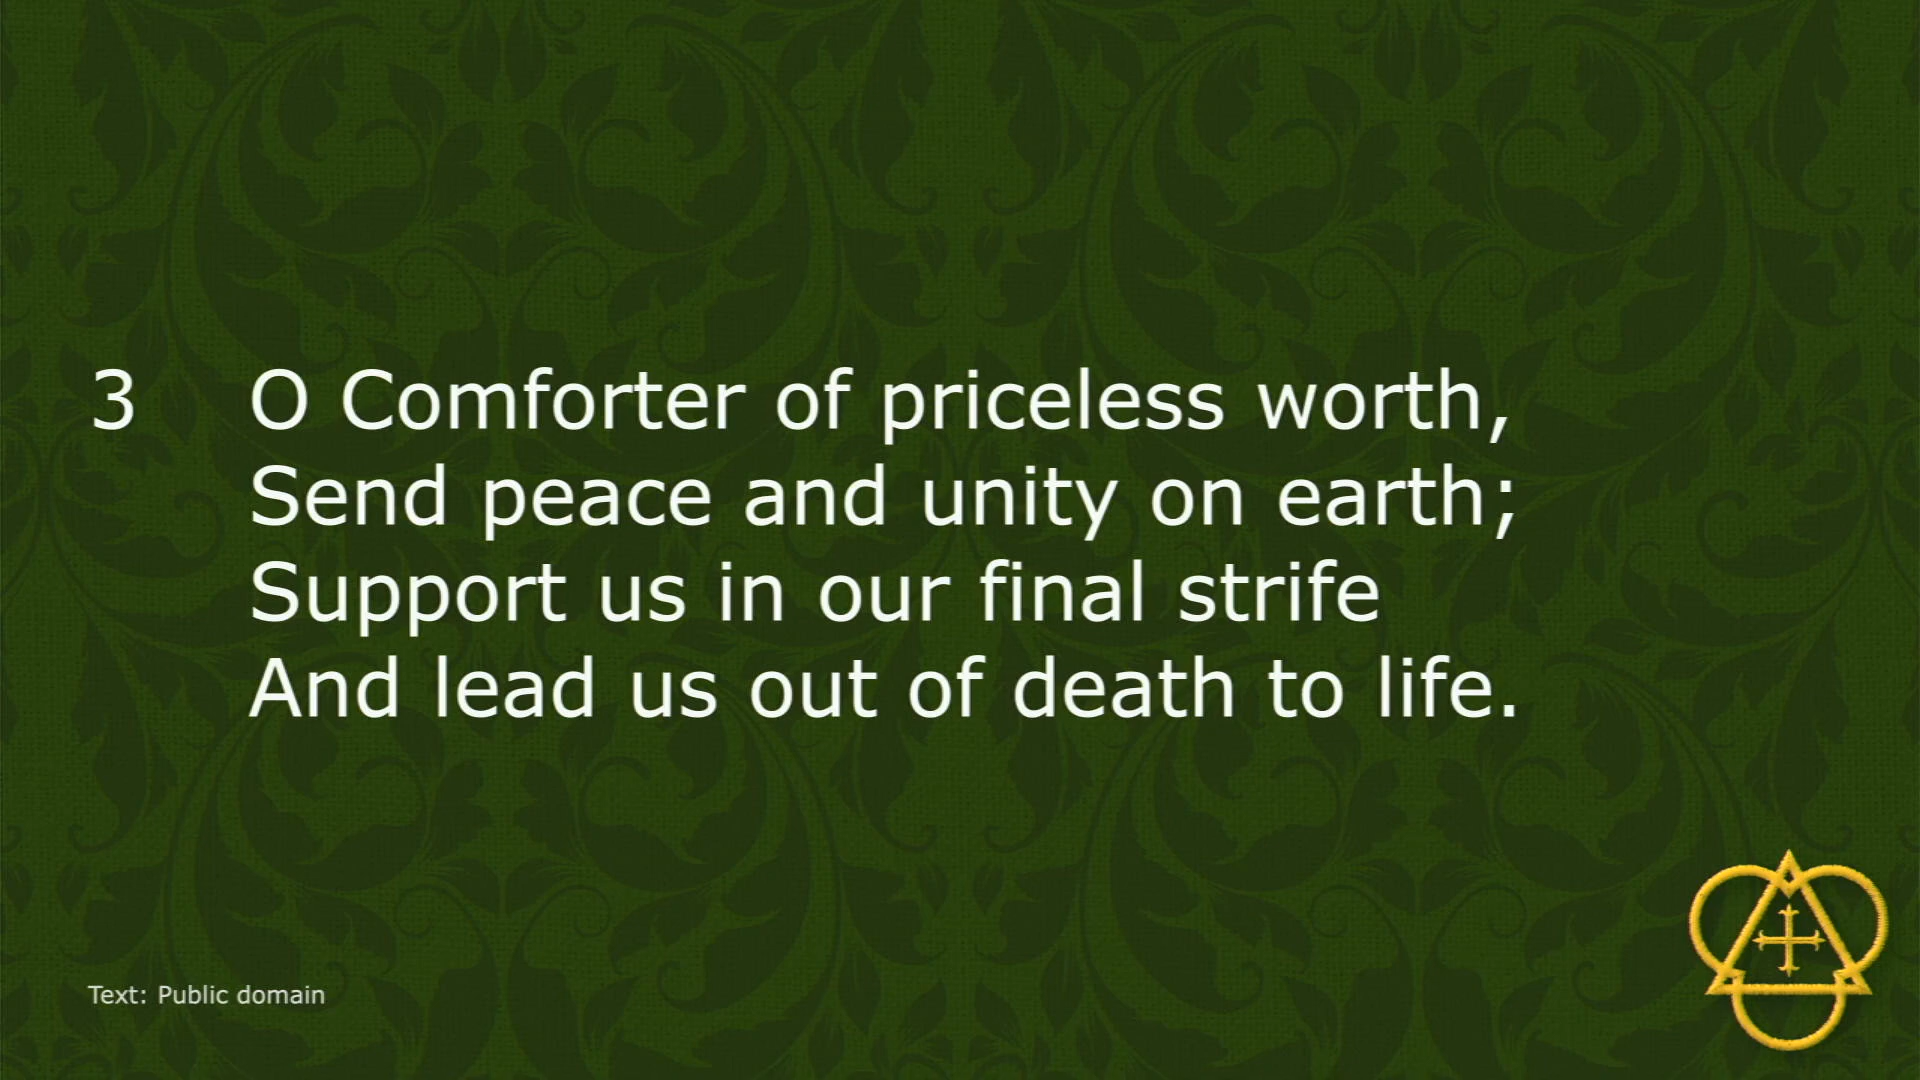 3 O Comforter of priceless worth,
Send peace and unity on earth;
Support us in our final strife
And lead us out of death to life.
Text: Public domain